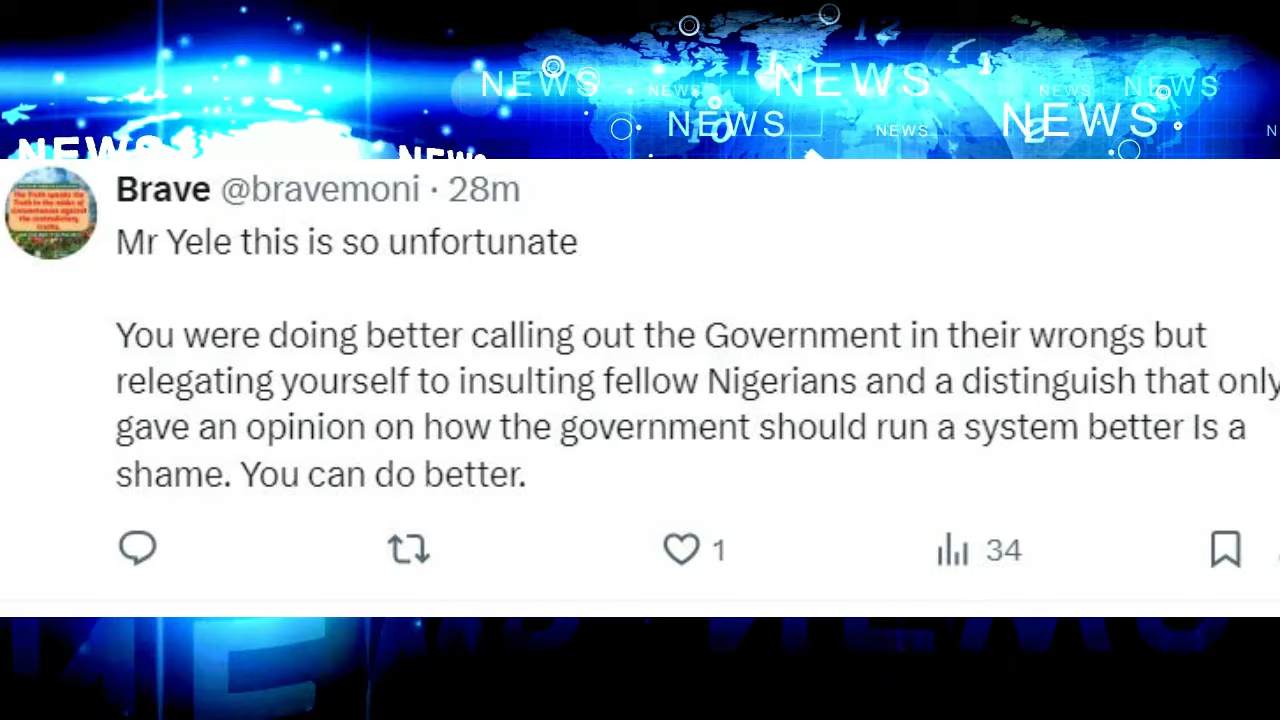 NEWS
NEWS
NEWS
NEWS
NEWS
NEWS
NEWS
NEWS
NEWS
NEWS
Brave @bravemoni · 28m
Mr Yele this is so unfortunate
You were doing better calling out the Government in their wrongs but
relegating yourself to insulting fellow Nigerians and a distinguish that only
gave an opinion on how the government should run a system better Is a
shame. You can do better.
1
34